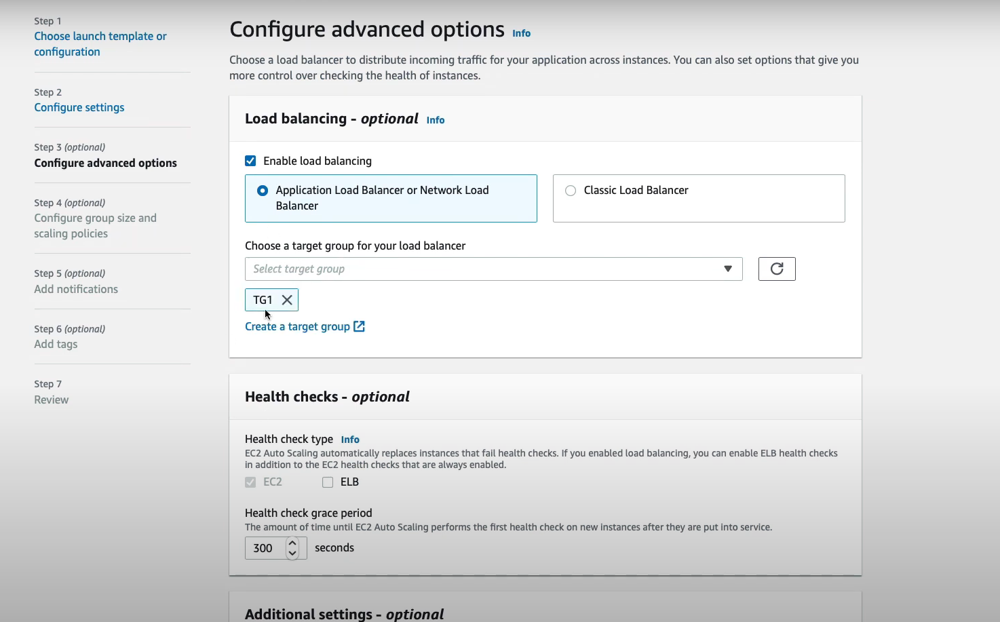 Step 1
Choose launch template or
configuration
Step 2
Configure settings
Step 3 (optional)
Configure advanced options
Step 4 (optional)
Configure group size and
scaling policies
Step 5 (optional)
Add notifications
Step 6 (optional)
Add tags
Step 7
Review
Configure advanced options Info
Choose a load balancer to distribute incoming traffic for your application across instances. You can also set options that give you
more control over checking the health of instances.
Load balancing - optional Info
Enable load balancing
Application Load Balancer or Network Load
Balancer
Classic Load Balancer
Choose a target group for your load balancer
Select target group
TG1
Create a target group
Health checks - optional
Health check type Info
EC2 Auto Scaling automatically replaces instances that fail health checks. If you enabled load balancing, you can enable ELB health checks
in addition to the EC2 health checks that are always enabled.
EC2 ELB
Health check grace period
The amount of time until EC2 Auto Scaling performs the first health check on new instances after they are put into service.
300 seconds
Additional settings - optional